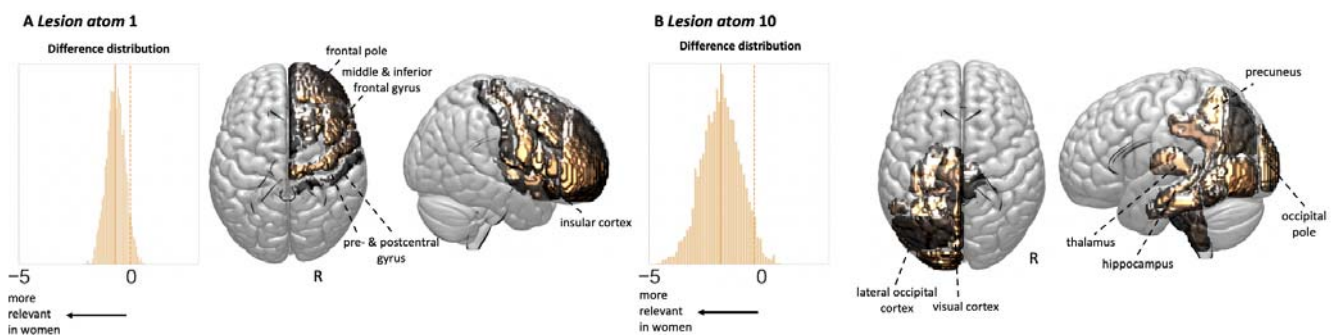 A Lesion atom 1
Difference distribution
−5
0
more
relevant
in women
frontal pole
middle & inferior
frontal gyrus
insular cortex
pre- & postcentral
gyrus
R
B Lesion atom 10
Difference distribution
−5
0
more
relevant
in women
precuneus
occipital
pole
thalamus
hippocampus
R
lateral occipital
cortex
visual cortex